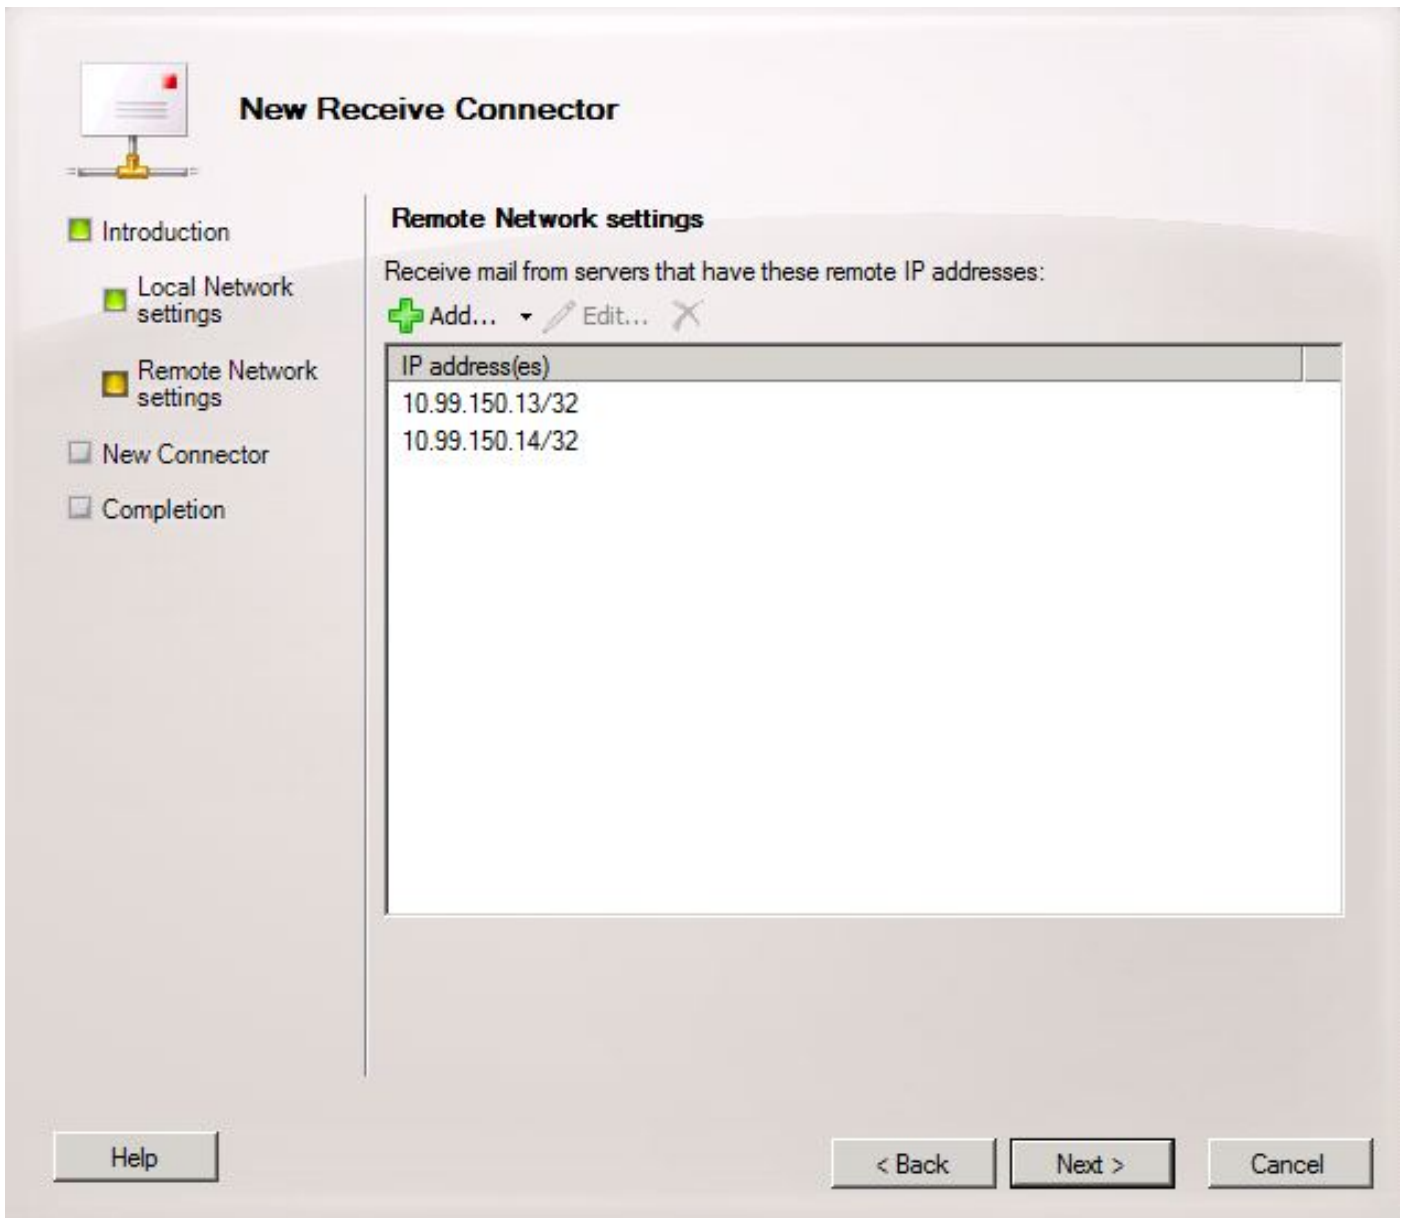 New Receive Connector
Introduction
Local Network
settings
Remote Network
settings
New Connector
Completion
Remote Network settings
Receive mail from servers that have these remote IP addresses:
Add... Edit...
IP address(es)
10.99.150.13/32
10.99.150.14/32
Help
< Back
Next >
Cancel